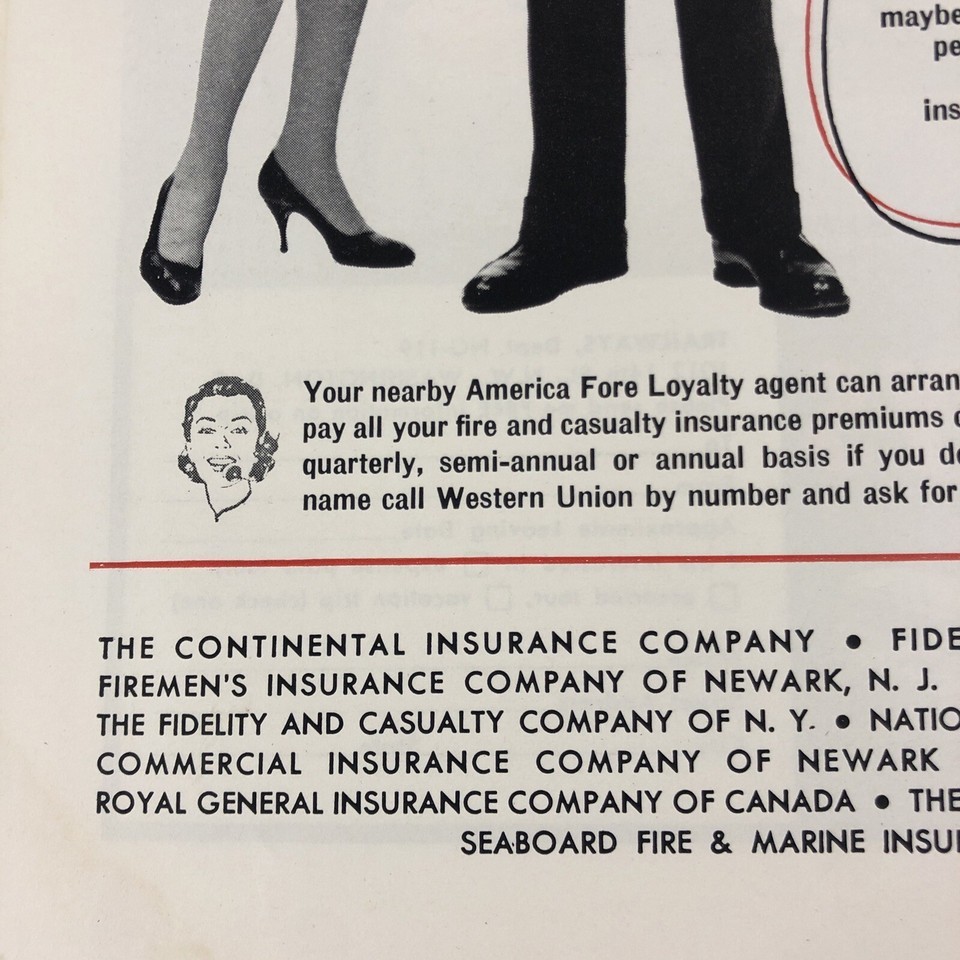 maybe
pe
ins
Your nearby America Fore Loyalty agent can arran
pay all your fire and casualty insurance premiums o
quarterly, semi-annual or annual basis if you de
name call Western Union by number and ask for
THE CONTINENTAL INSURANCE COMPANY • FIDE
FIREMEN'S INSURANCE COMPANY OF NEWARK, N. J.
THE FIDELITY AND CASUALTY COMPANY OF N. Y. • NATIO
COMMERCIAL INSURANCE COMPANY OF NEWARK
ROYAL GENERAL INSURANCE COMPANY OF CANADA • THE
SEABOARD FIRE & MARINE INSU